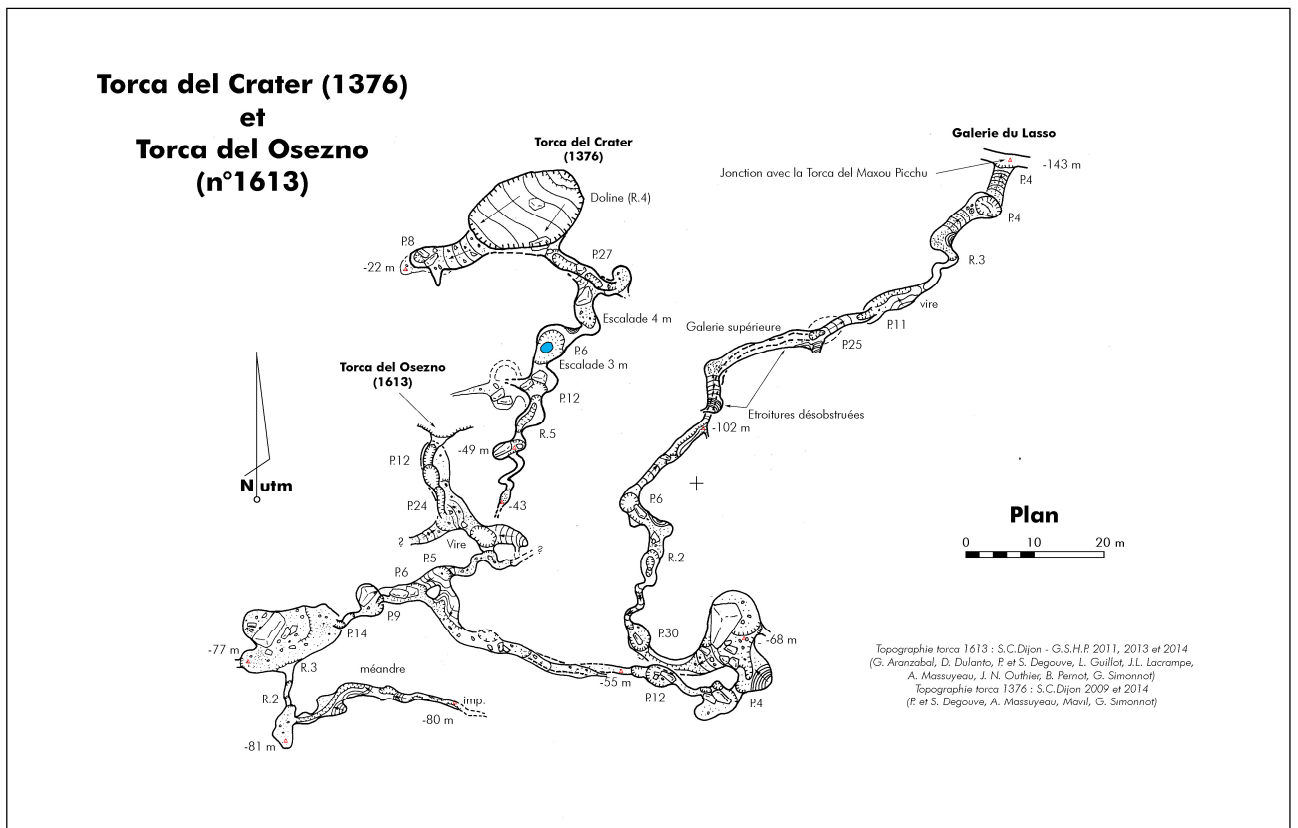 Torca del Crater (1376)
et
Torca del Osezno
(n°1613)
Torca del Crater
(1376)
Doline (R.4)
P.8
-22 m
P.27
Escalade 4 m
P.6
Escalade 3 m
P.12
R.5
-49 m
-43
Galerie du Lasso
-143 m
Jonction avec la Torca del Maxou Picchu
P.4
P.4
R.3
vire
P.11
Galerie supérieure
P.25
Etroitures désobstruées
-102 m
P.6
R.2
P.30
-68 m
P.4
P.12
-55 m
Torca del Osezno
(1613)
P.12
P.24
?
Vire
?
P.5
P.6
P.9
P.14
-77 m
R.3
méandre
R.2
imp.
-80 m
-81 m
N utm
Plan
0 10 20 m
Topographie torca 1613 : S.C.Dijon - G.S.H.P. 2011, 2013 et 2014
(G. Aranzabal, D. Dulanto, P. et S. Degouve, L. Guillot, J.L. Lacrampe,
A. Massuyeau, J. N. Outhier, B. Pernot, G. Simonnot)
Topographie torca 1376 : S.C.Dijon 2009 et 2014
(P. et S. Degouve, A. Massuyeau, Mavil, G. Simonnot)